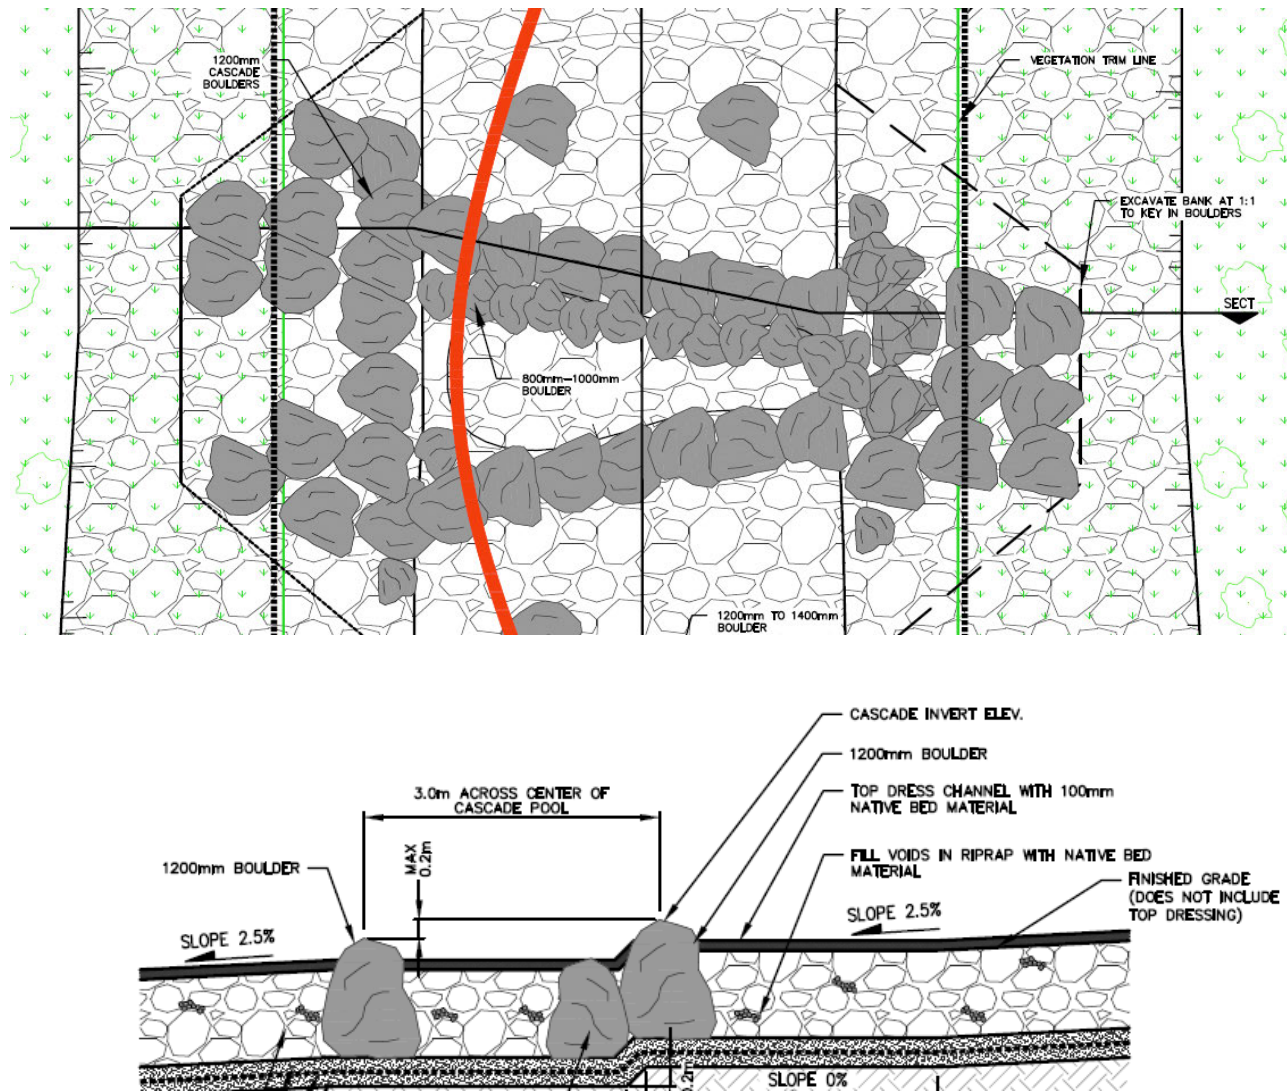 1200mm
CASCADE
BOULDERS
VEGETATION TRIM LINE
EXCAVATE BANK AT 1:1
TO KEY IN BOULDERS
SECT
800mm-1000mm
BOULDER
1200mm TO 1400mm
BOULDER
CASCADE INVERT ELEV.
1200mm BOULDER
3.0m ACROSS CENTER OF
CASCADE POOL
TOP DRESS CHANNEL WITH 100mm
NATIVE BED MATERIAL
MAX
0.2m
1200mm BOULDER
FILL VOIDS IN RIPRAP WITH NATIVE BED
MATERIAL
FINISHED GRADE
(DOES NOT INCLUDE
TOP DRESSING)
SLOPE 2.5%
SLOPE 2.5%
0.2m
SLOPE 0%